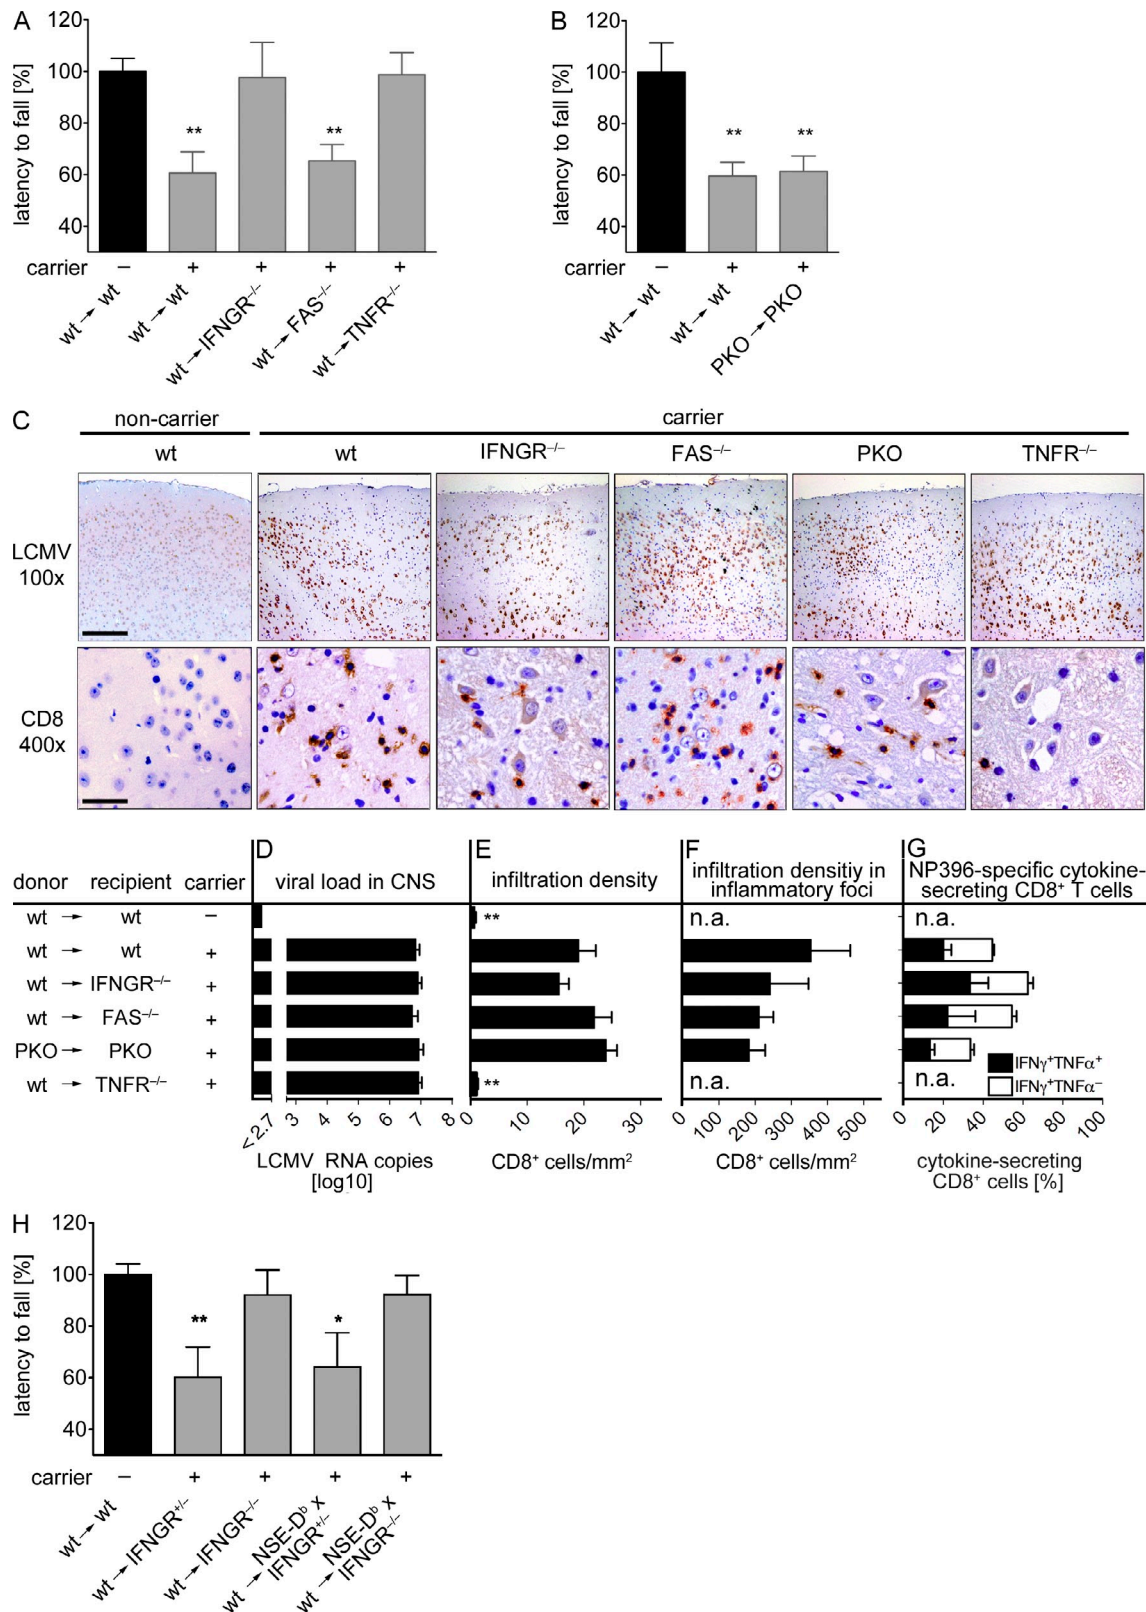 A
120
100
80
60
40
latency to fall [%]
**
**
carrier
– + + + +
wt → wt
wt → wt
wt → IFNGR–/–
wt → FAS–/–
wt → TNFR–/–
B
120
100
80
60
40
latency to fall [%]
**
**
carrier
– + +
wt → wt
wt → wt
PKO → PKO
C
non-carrier
carrier
wt
wt
IFNGR–/–
FAS–/–
PKO
TNFR–/–
LCMV
100x
CD8
400x
donor recipient carrier
wt → wt –
wt → wt +
wt → IFNGR–/– +
wt → FAS–/– +
PKO → PKO +
wt → TNFR–/– +
D
viral load in CNS
< 2.7 3 4 5 6 7 8
LCMV RNA copies
[log10]
E
infiltration density
**
**
0 10 20 30
CD8+ cells/mm2
F
infiltration densitiy in
inflammatory foci
n.a.
n.a.
0 100 200 300 400 500
CD8+ cells/mm2
G
NP396-specific cytokine-
secreting CD8+ T cells
n.a.
IFNγ+TNFα+
IFNγ+TNFα–
n.a.
0 20 40 60 80 100
cytokine-secreting
CD8+ cells [%]
H
120
100
80
60
40
latency to fall [%]
**
*
carrier
– + + + +
wt → wt
wt → IFNGR+/–
wt → IFNGR–/–
wt → NSE-Db x
IFNGR+/–
wt → NSE-Db x
IFNGR–/–